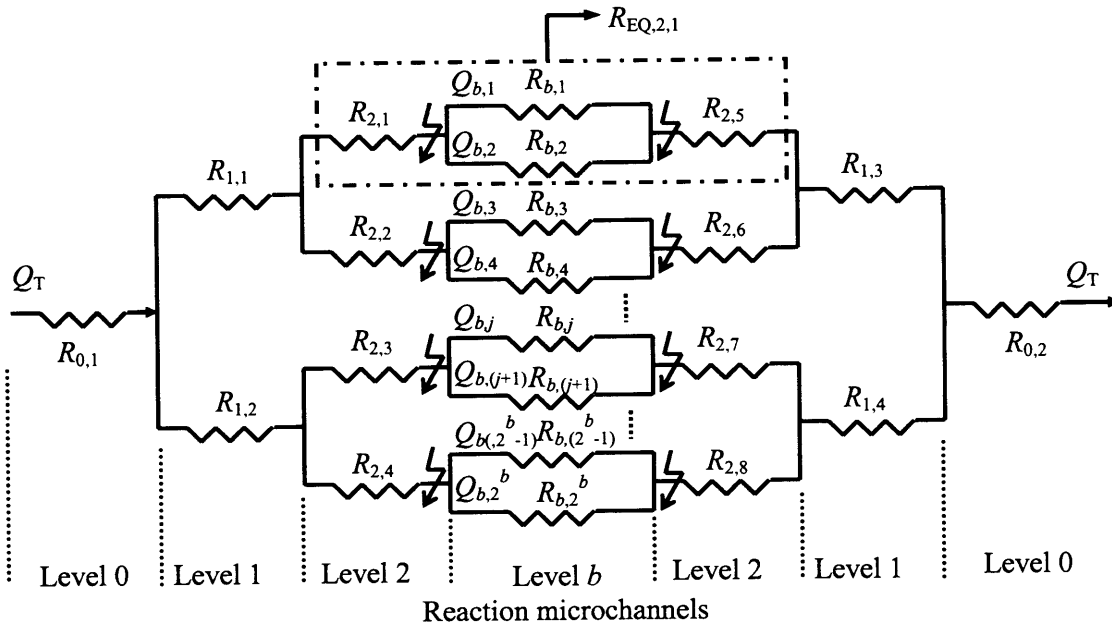 R_EQ,2,1
Q_b,1 R_b,1
R_2,1 R_2,5
Q_b,2 R_b,2
R_1,1 R_1,3
Q_b,3 R_b,3
R_2,2 R_2,6
Q_b,4 R_b,4
Q_T Q_T
Q_b,j R_b,j
R_0,1 R_2,3 R_2,7 R_0,2
Q_b,(j+1) R_b,(j+1)
R_1,2 R_1,4
Q_b(,2^b-1) R_b,(2^b-1)
R_2,4 R_2,8
Q_b,2^b R_b,2^b
Level 0 Level 1 Level 2 Level b Level 2 Level 1 Level 0
Reaction microchannels